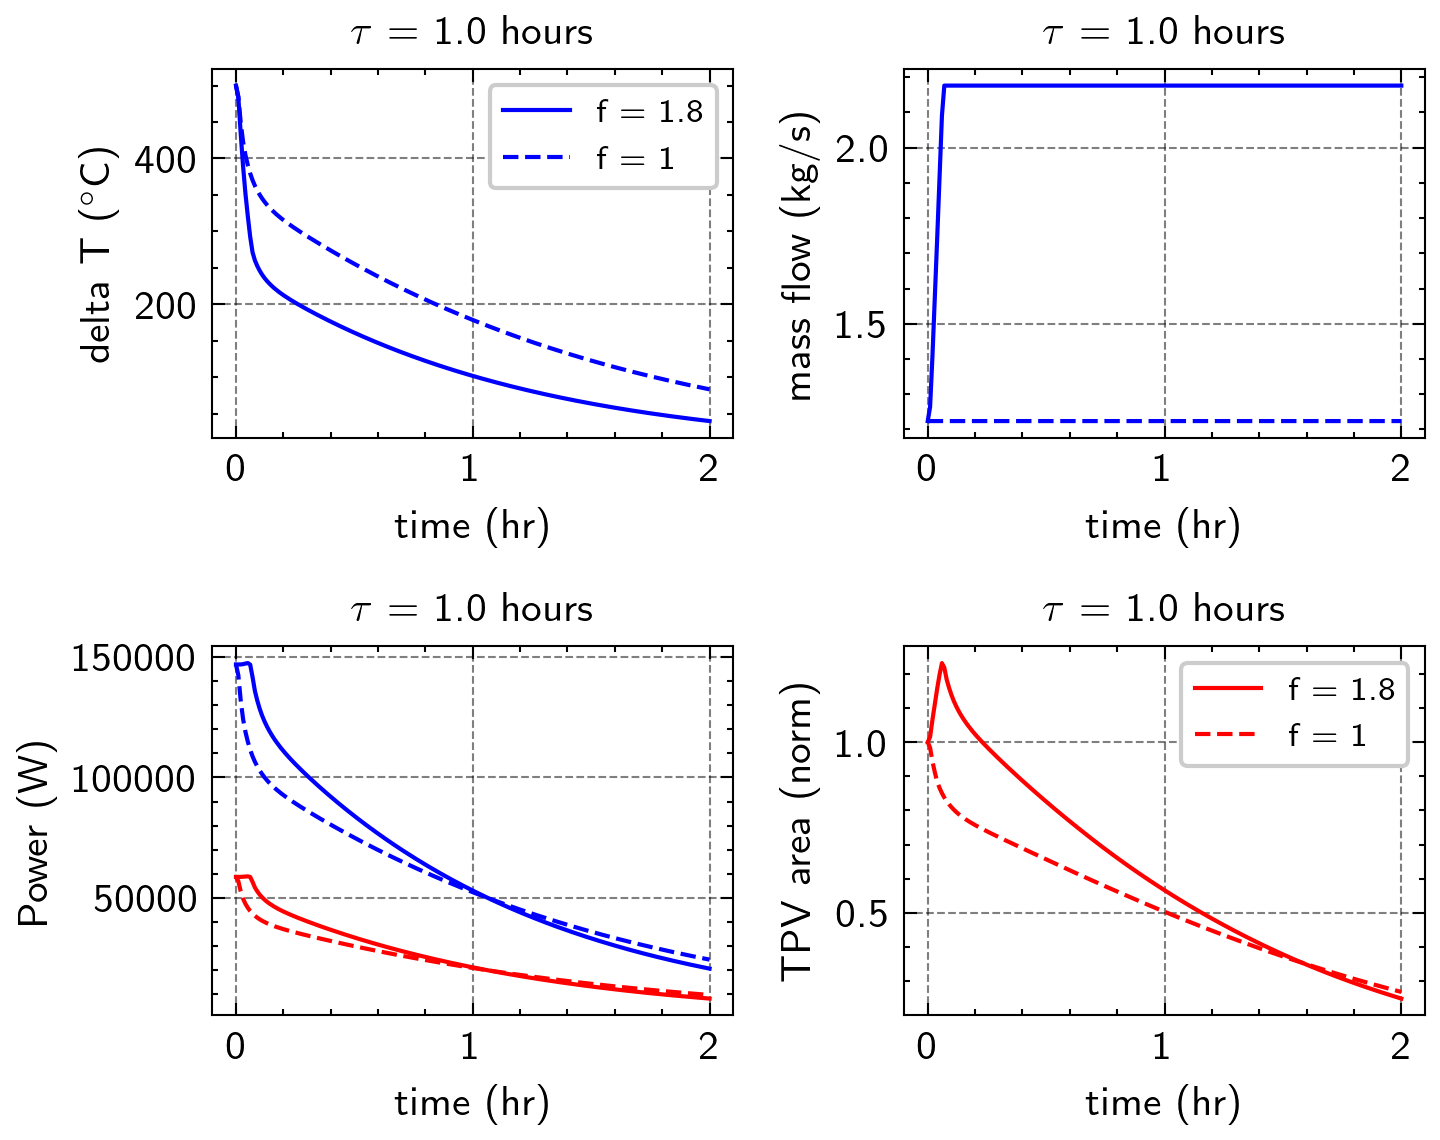 τ = 1.0 hours
delta T (°C)
400
200
f = 1.8
f = 1
0
1
2
time (hr)
τ = 1.0 hours
mass flow (kg/s)
2.0
1.5
0
1
2
time (hr)
τ = 1.0 hours
Power (W)
150000
100000
50000
0
1
2
time (hr)
τ = 1.0 hours
TPV area (norm)
1.0
0.5
f = 1.8
f = 1
0
1
2
time (hr)